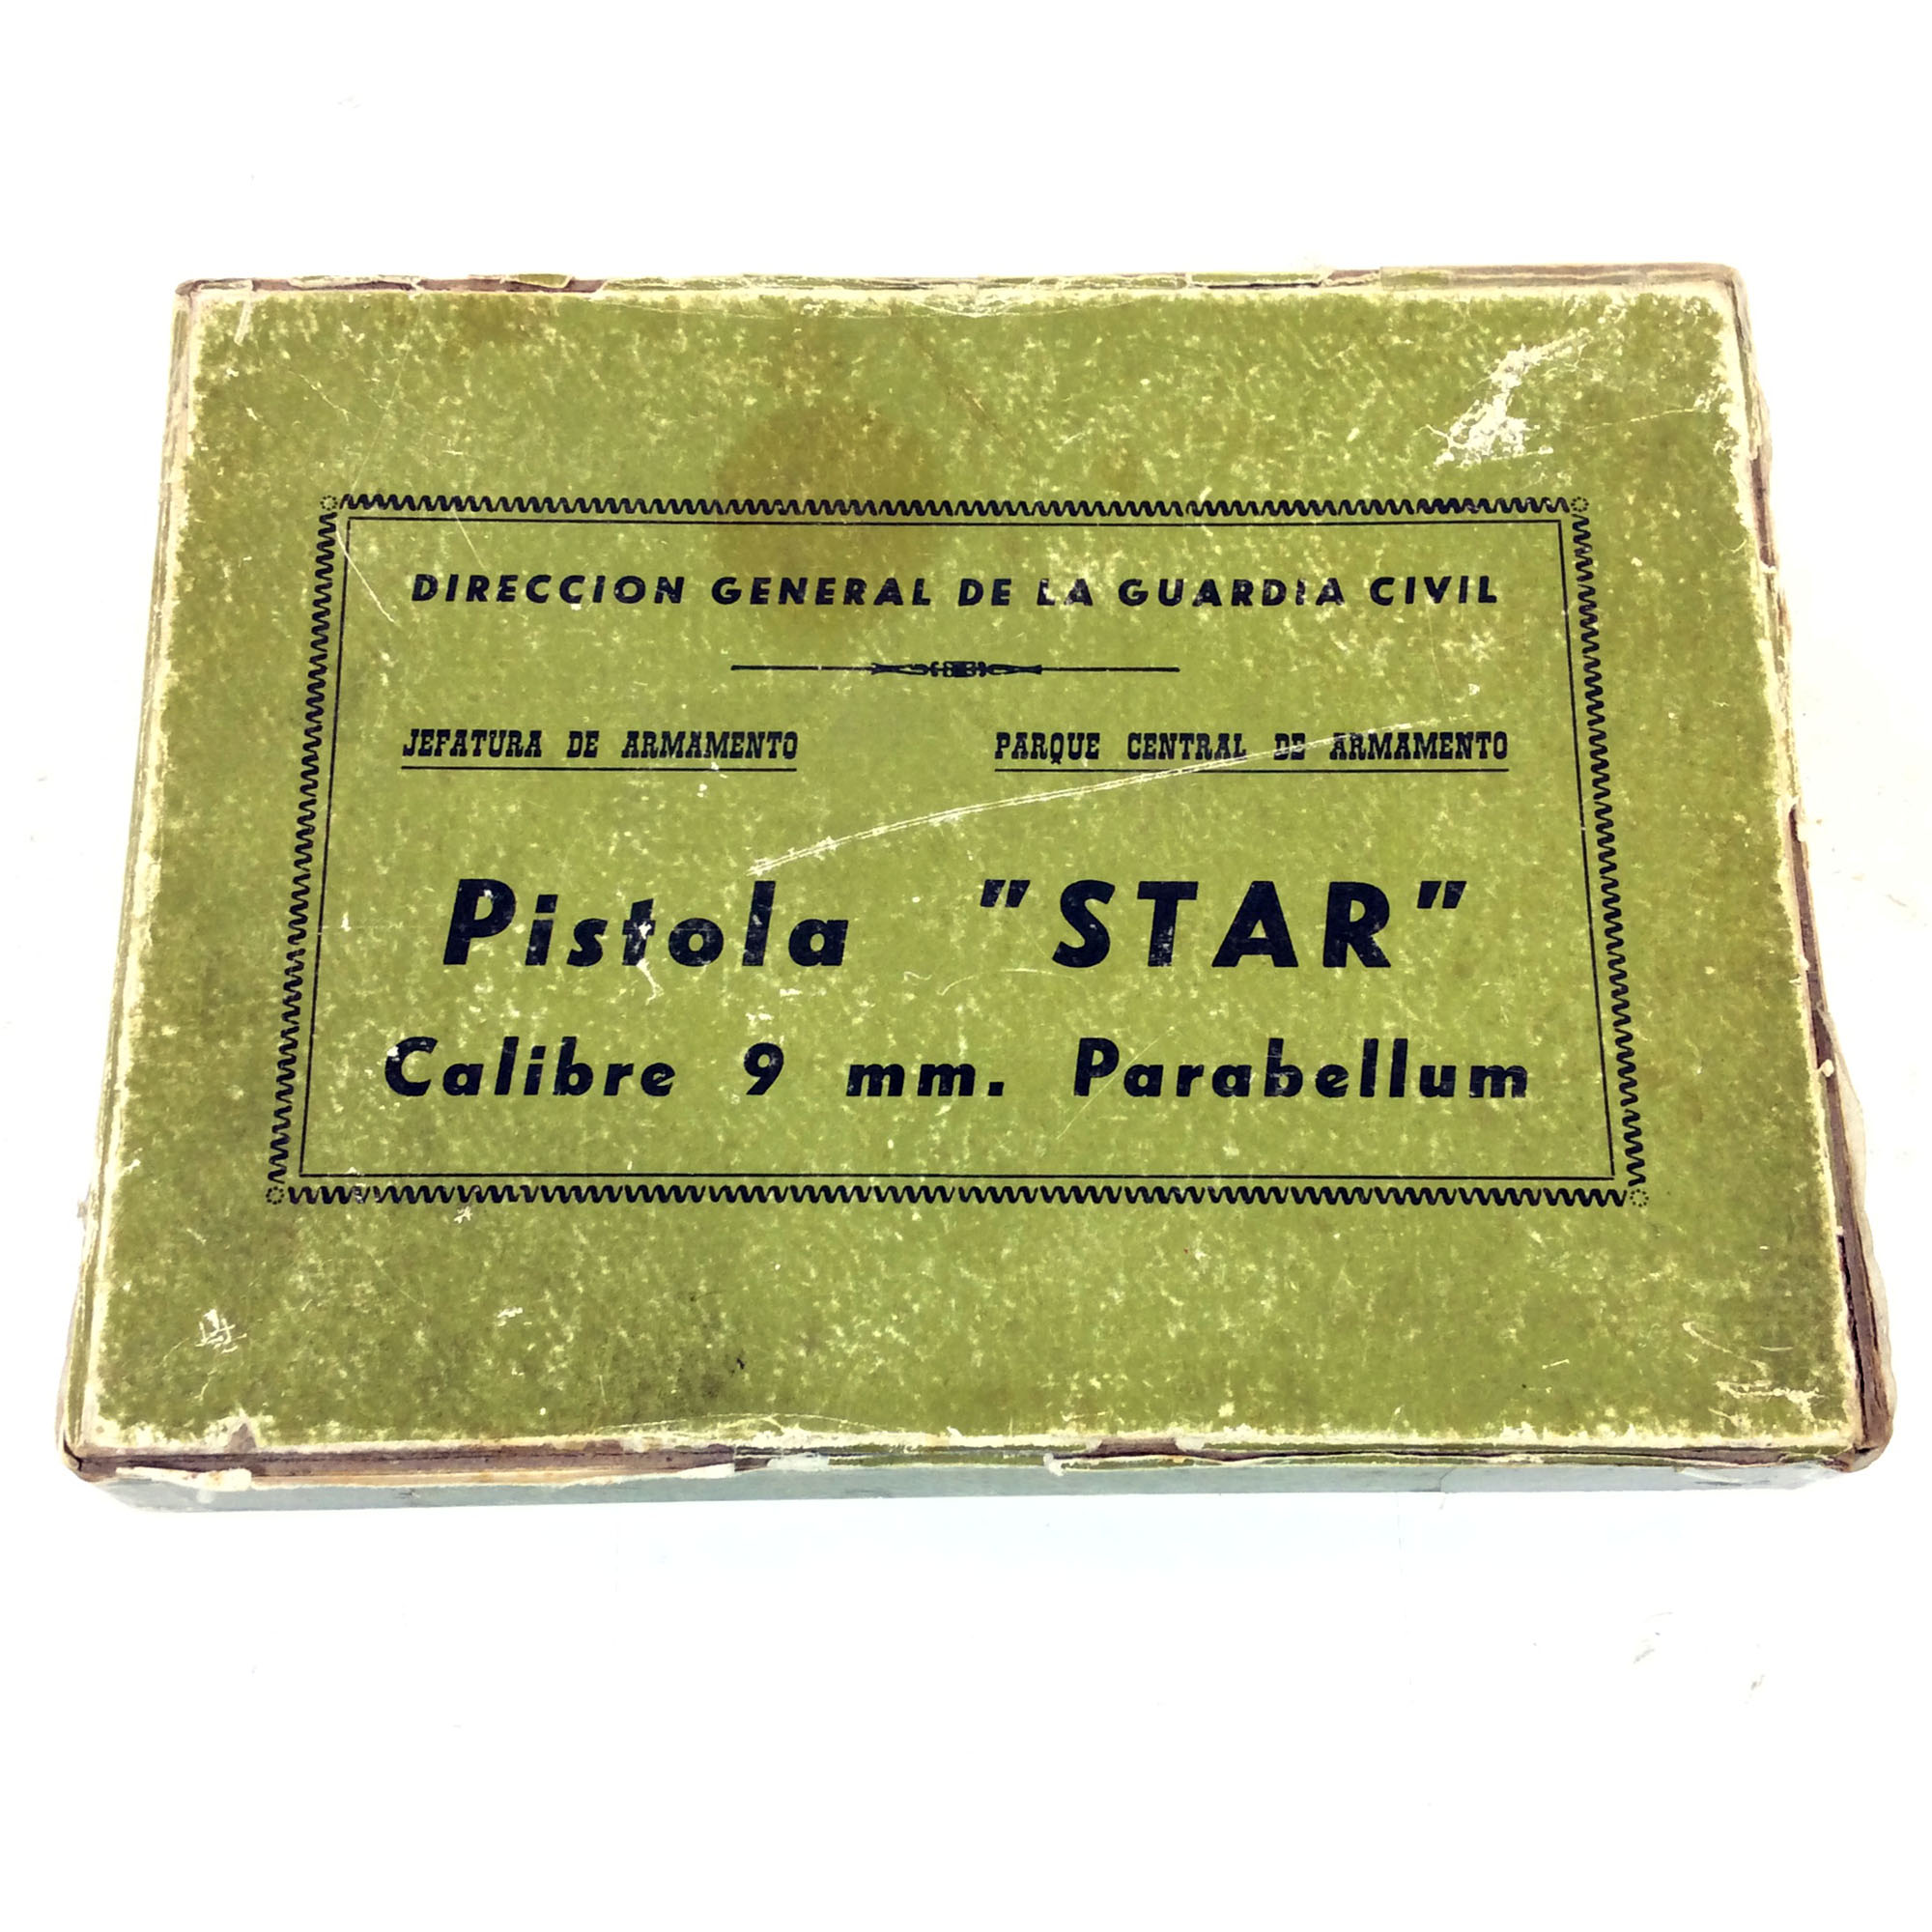 DIRECCION GENERAL DE LA GUARDIA CIVIL
JEFATURA DE ARMAMENTO PARQUE CENTRAL DE ARMAMENTO
Pistola "STAR"
Calibre 9 mm. Parabellum